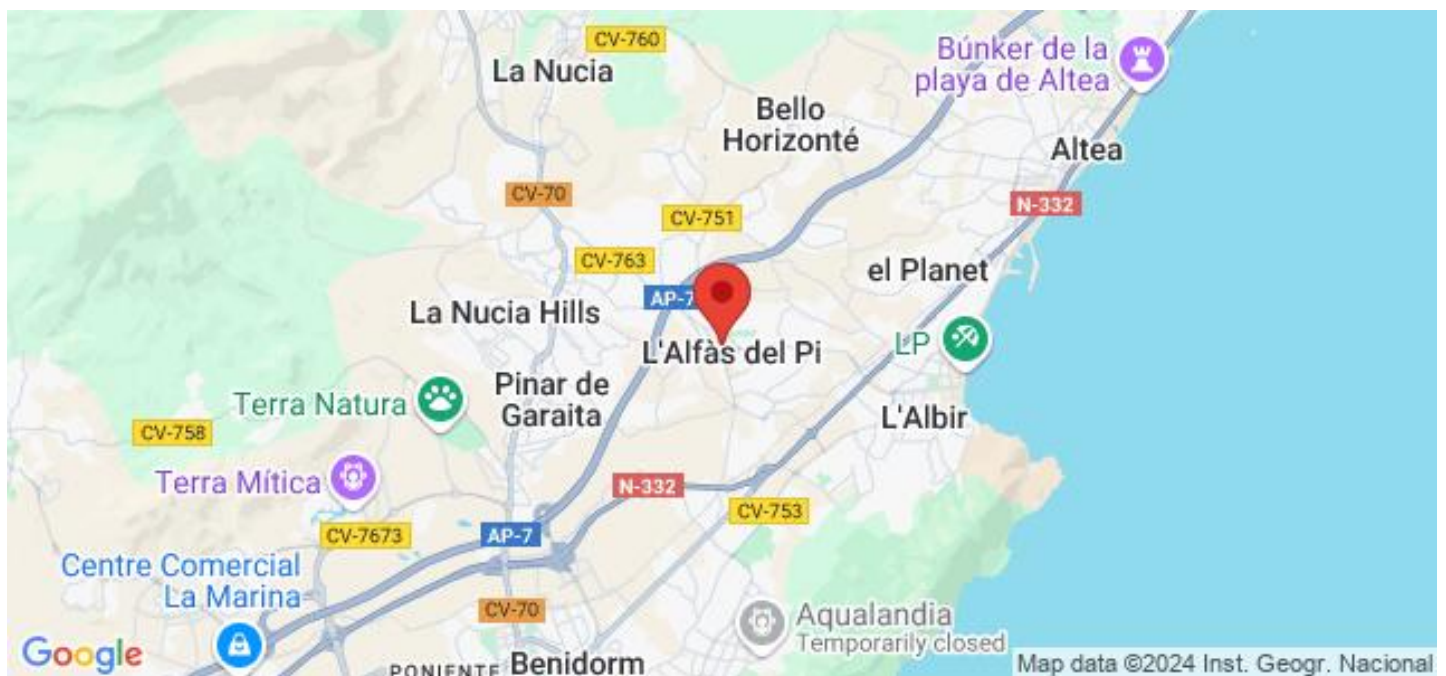 CV-760
La Nucia
Búnker de la
playa de Altea
Bello
Horizonté
Altea
CV-70
N-332
CV-751
CV-763
el Planet
AP-7
La Nucia Hills
LP
L'Alfàs del Pi
Pinar de
Garaita
Terra Natura
L'Albir
CV-758
Terra Mítica
N-332
CV-753
CV-7673
AP-7
Centre Comercial
La Marina
CV-70
Aqualandia
Temporarily closed
Google
PONIENTE
Benidorm
Map data ©2024 Inst. Geogr. Nacional